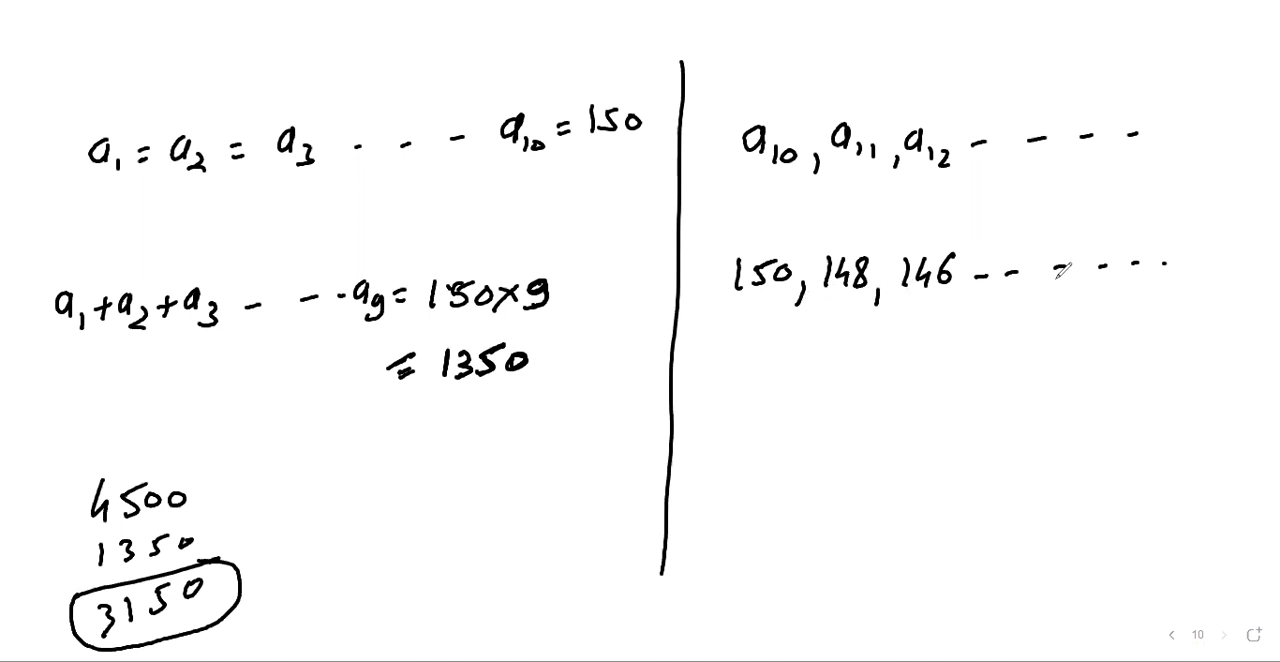 a₁ = a₂ = a₃ . - - - a₁₀ = 150
a₁+a₂+a₃ - - - · a₉ = 150×9
= 1350
4500
1350
3150
a₁₀, a₁₁, a₁₂ - - - -
150, 148, 146 - - - - - - .
10